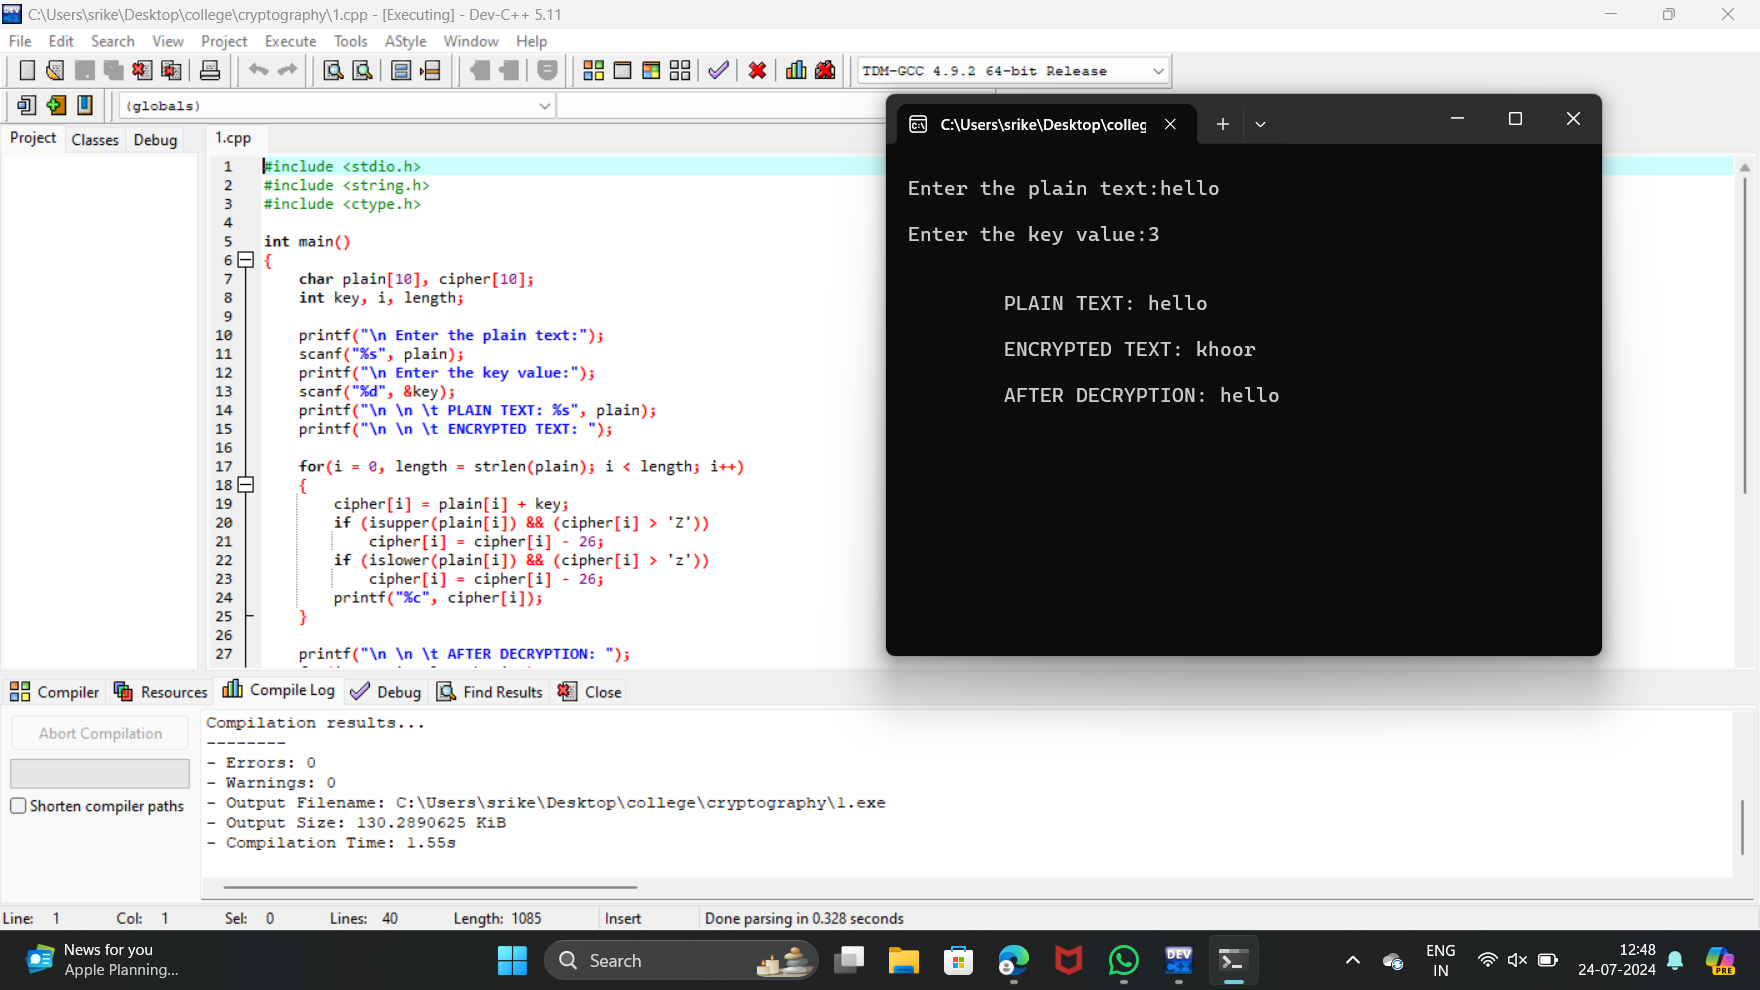 C:\Users\srike\Desktop\college\cryptography\1.cpp - [Executing] - Dev-C++ 5.11
File Edit Search View Project Execute Tools AStyle Window Help
TDM-GCC 4.9.2 64-bit Release
(globals)
Project Classes Debug
1.cpp
1 #include <stdio.h>
2 #include <string.h>
3 #include <ctype.h>
4
5 int main()
6 {
7 char plain[10], cipher[10];
8 int key, i, length;
9
10 printf("\n Enter the plain text:");
11 scanf("%s", plain);
12 printf("\n Enter the key value:");
13 scanf("%d", &key);
14 printf("\n \n \t PLAIN TEXT: %s", plain);
15 printf("\n \n \t ENCRYPTED TEXT: ");
16
17 for(i = 0, length = strlen(plain); i < length; i++)
18 {
19 cipher[i] = plain[i] + key;
20 if (isupper(plain[i]) && (cipher[i] > 'Z'))
21 cipher[i] = cipher[i] - 26;
22 if (islower(plain[i]) && (cipher[i] > 'z'))
23 cipher[i] = cipher[i] - 26;
24 printf("%c", cipher[i]);
25 }
26
27 printf("\n \n \t AFTER DECRYPTION: ");
C:\Users\srike\Desktop\colleg
Enter the plain text:hello
Enter the key value:3
PLAIN TEXT: hello
ENCRYPTED TEXT: khoor
AFTER DECRYPTION: hello
Compiler Resources Compile Log Debug Find Results Close
Abort Compilation
Shorten compiler paths
Compilation results...
--------
- Errors: 0
- Warnings: 0
- Output Filename: C:\Users\srike\Desktop\college\cryptography\1.exe
- Output Size: 130.2890625 KiB
- Compilation Time: 1.55s
Line: 1 Col: 1 Sel: 0 Lines: 40 Length: 1085 Insert Done parsing in 0.328 seconds
News for you
Apple Planning...
Search
DEV
C++
ENG
IN
12:48
24-07-2024
PRE